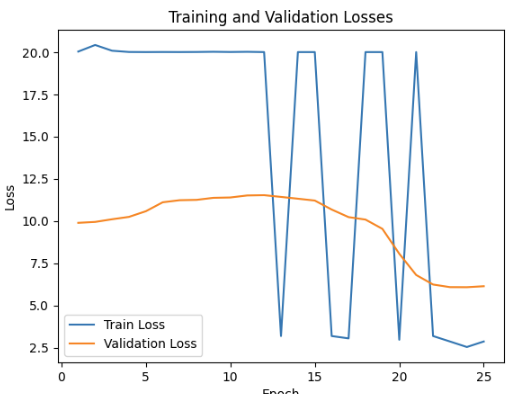 Training and Validation Losses
20.0
17.5
15.0
12.5
10.0
7.5
5.0
2.5
Loss
Train Loss
Validation Loss
0 5 10 15 20 25
Epoch